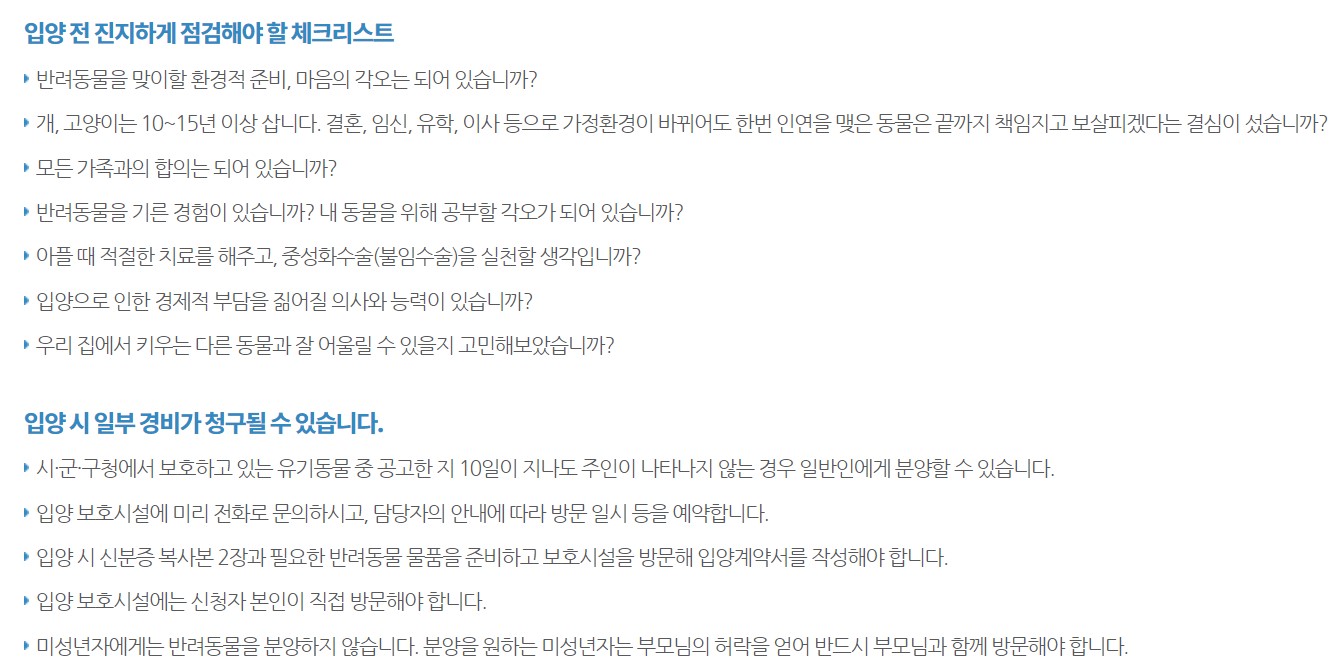 입양 전 진지하게 점검해야 할 체크리스트
반려동물을 맞이할 환경적 준비, 마음의 각오는 되어 있습니까?
개, 고양이는 10~15년 이상 삽니다. 결혼, 임신, 유학, 이사 등으로 가정환경이 바뀌어도 한번 인연을 맺은 동물은 끝까지 책임지고 보살피겠다는 결심이 섰습니까?
모든 가족과의 합의는 되어 있습니까?
반려동물을 기른 경험이 있습니까? 내 동물을 위해 공부할 각오가 되어 있습니까?
아플 때 적절한 치료를 해주고, 중성화수술(불임수술)을 실천할 생각입니까?
입양으로 인한 경제적 부담을 짊어질 의사와 능력이 있습니까?
우리 집에서 키우는 다른 동물과 잘 어울릴 수 있을지 고민해보았습니까?
입양 시 일부 경비가 청구될 수 있습니다.
시·군·구청에서 보호하고 있는 유기동물 중 공고한 지 10일이 지나도 주인이 나타나지 않는 경우 일반인에게 분양할 수 있습니다.
입양 보호시설에 미리 전화로 문의하시고, 담당자의 안내에 따라 방문 일시 등을 예약합니다.
입양 시 신분증 복사본 2장과 필요한 반려동물 물품을 준비하고 보호시설을 방문해 입양계약서를 작성해야 합니다.
입양 보호시설에는 신청자 본인이 직접 방문해야 합니다.
미성년자에게는 반려동물을 분양하지 않습니다. 분양을 원하는 미성년자는 부모님의 허락을 얻어 반드시 부모님과 함께 방문해야 합니다.